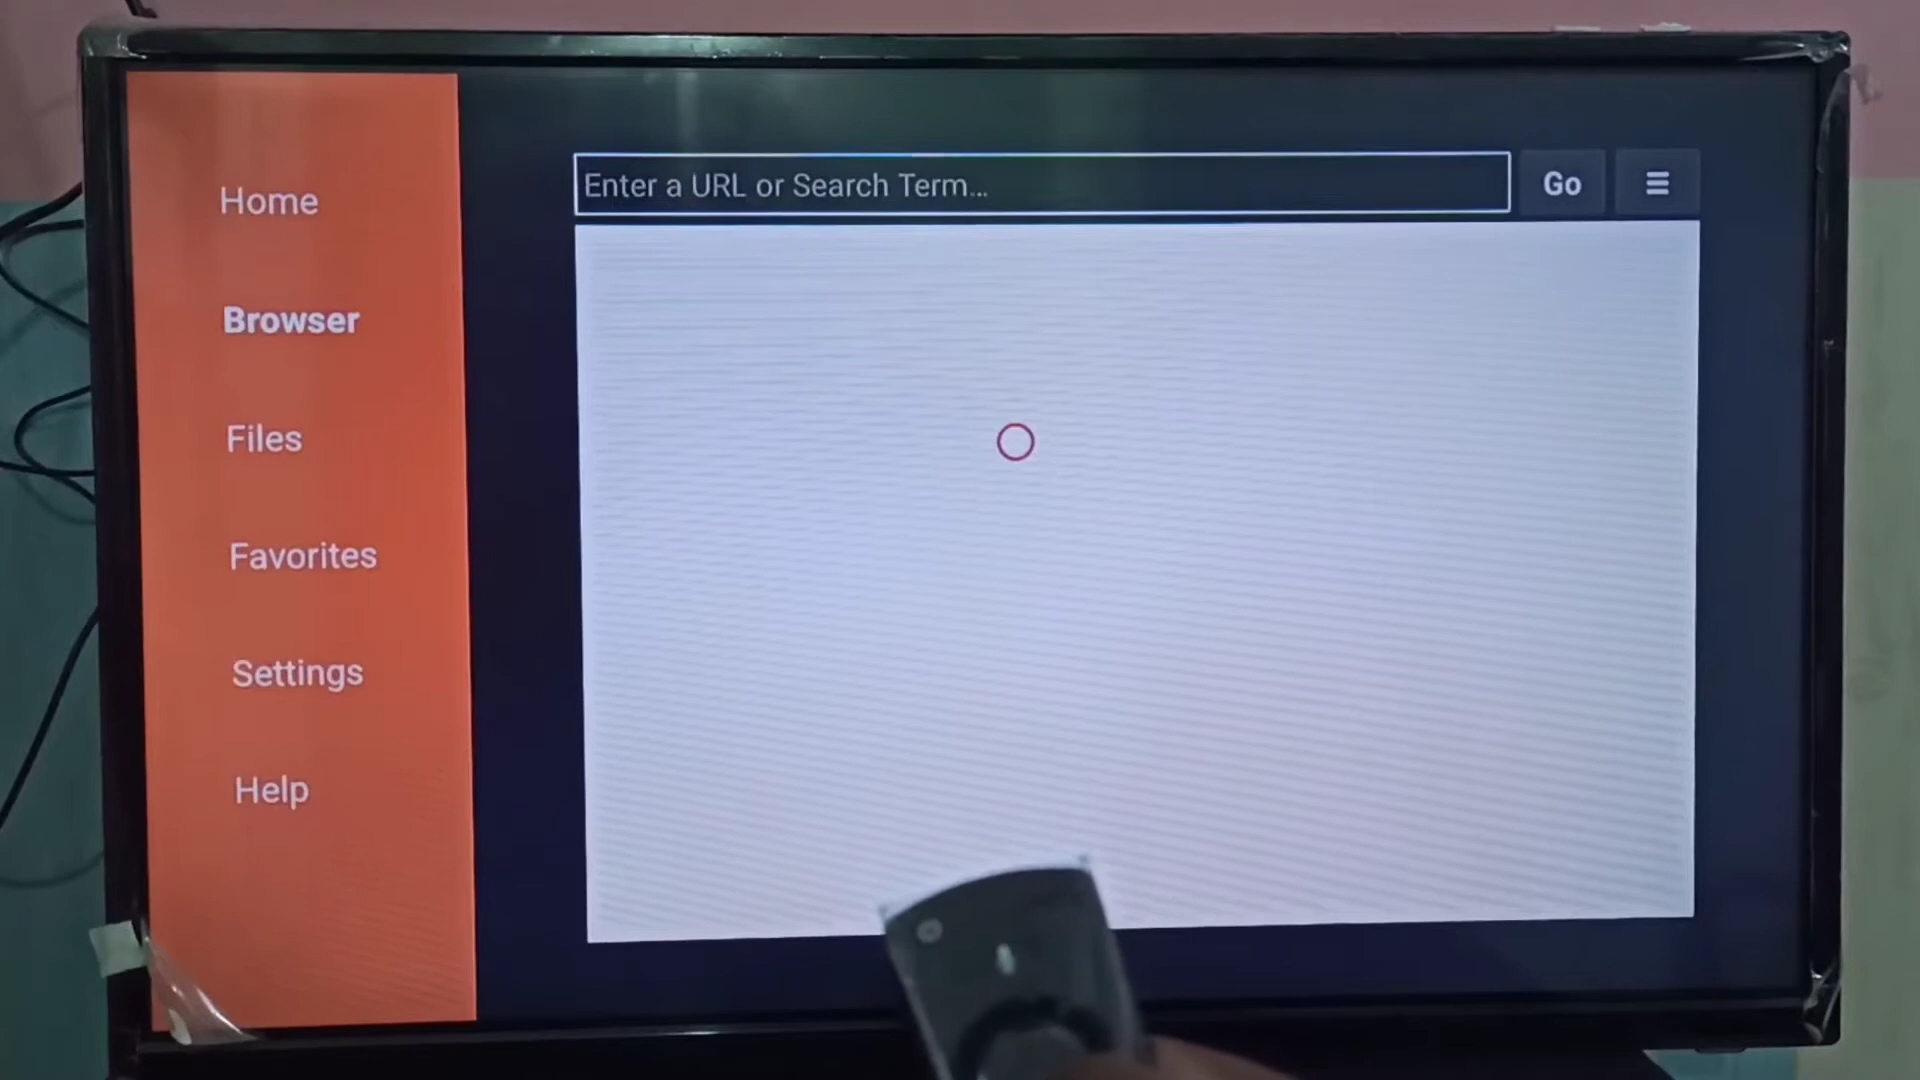 Home
Browser
Files
Favorites
Settings
Help
Enter a URL or Search Term...
Go